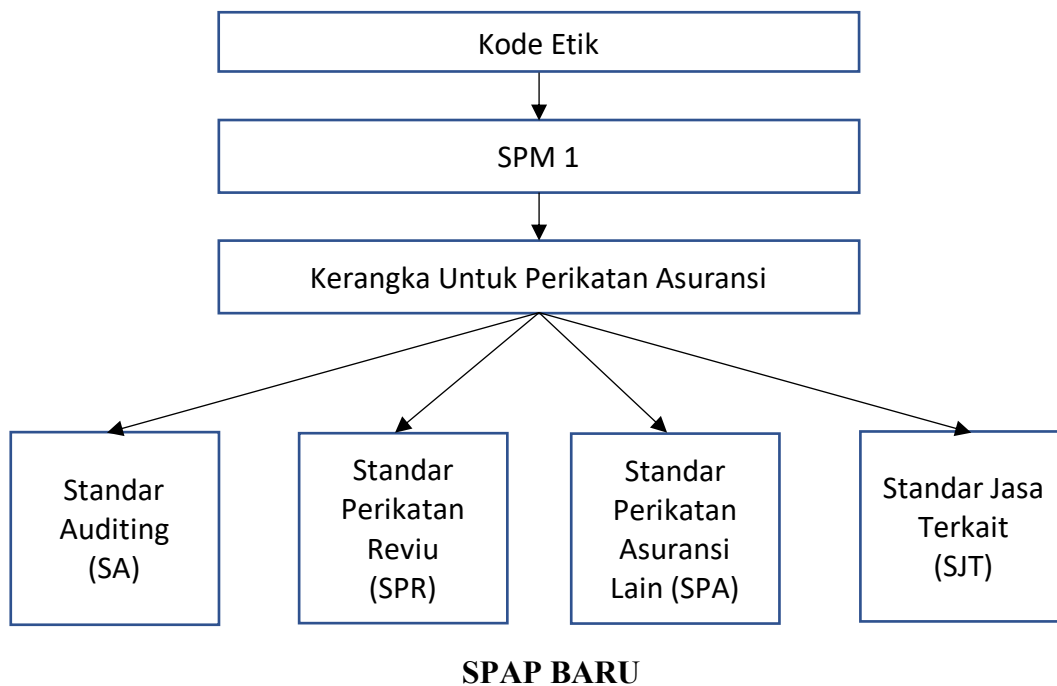 Kode Etik
SPM 1
Kerangka Untuk Perikatan Asuransi
Standar
Auditing
(SA)
Standar
Perikatan
Reviu
(SPR)
Standar
Perikatan
Asuransi
Lain (SPA)
Standar Jasa
Terkait
(SJT)
SPAP BARU